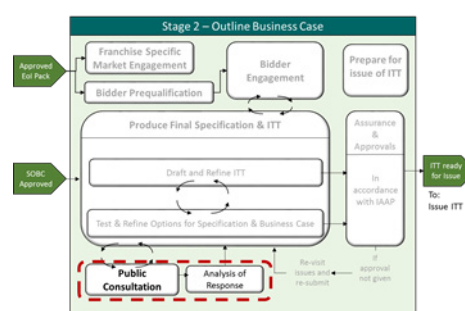 Stage 2 – Outline Business Case
Approved
EoI Pack
Franchise Specific
Market Engagement
Bidder
Engagement
Prepare for
issue of ITT
Bidder Prequalification
Produce Final Specification & ITT
Assurance
&
Approvals
SOBC
Approved
Draft and Refine ITT
In
accordance
with IAAP
ITT ready
for Issue
To:
Issue ITT
Test & Refine Options for Specification & Business Case
Public
Consultation
Analysis of
Response
Re-visit
issues and
re-submit
If
approval
not given